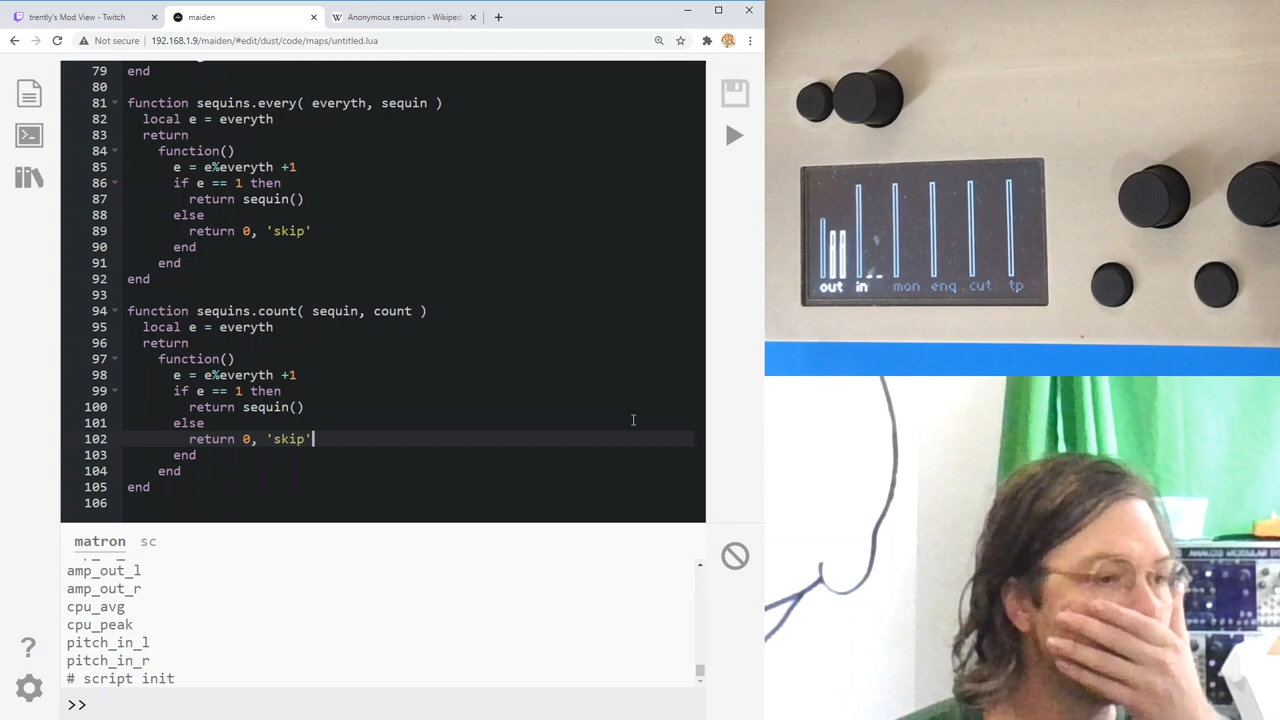 trently's Mod View - Twitch
maiden
Anonymous recursion - Wikiped
Not secure 192.168.1.9/maiden/#edit/dust/code/maps/untitled.lua
79 end
80
81 function sequins.every( everyth, sequin )
82 local e = everyth
83 return
84 function()
85 e = e%everyth +1
86 if e == 1 then
87 return sequin()
88 else
89 return 0, 'skip'
90 end
91 end
92 end
93
94 function sequins.count( sequin, count )
95 local e = everyth
96 return
97 function()
98 e = e%everyth +1
99 if e == 1 then
100 return sequin()
101 else
102 return 0, 'skip'
103 end
104 end
105 end
106
matron sc
amp_out_l
amp_out_r
cpu_avg
cpu_peak
pitch_in_l
pitch_in_r
# script init
>>
?
out in mon enq cut tp